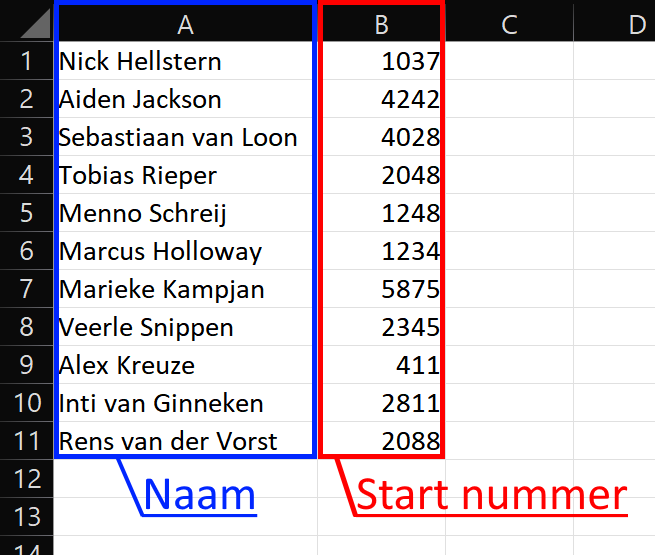 A B C D
1 Nick Hellstern 1037
2 Aiden Jackson 4242
3 Sebastiaan van Loon 4028
4 Tobias Rieper 2048
5 Menno Schreij 1248
6 Marcus Holloway 1234
7 Marieke Kampjan 5875
8 Veerle Snippen 2345
9 Alex Kreuze 411
10 Inti van Ginneken 2811
11 Rens van der Vorst 2088
12 Naam Start nummer
13
14